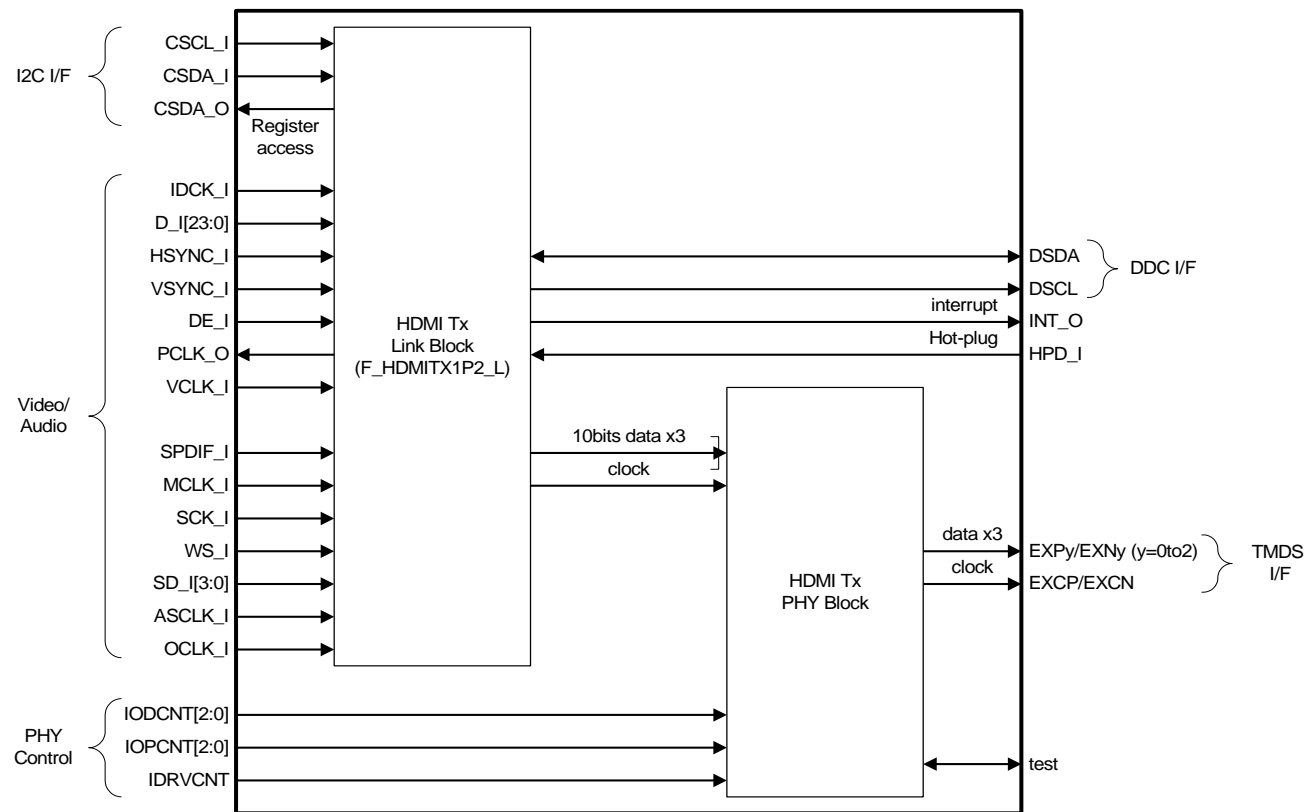 I2C I/F
CSCL_I
CSDA_I
CSDA_O
Register
access
Video/
Audio
IDCK_I
D_I[23:0]
HSYNC_I
VSYNC_I
DE_I
PCLK_O
VCLK_I
SPDIF_I
MCLK_I
SCK_I
WS_I
SD_I[3:0]
ASCLK_I
OCLK_I
PHY
Control
IODCNT[2:0]
IOPCNT[2:0]
IDRVCNT
HDMI Tx
Link Block
(F_HDMITX1P2_L)
10bits data x3
clock
HDMI Tx
PHY Block
interrupt
Hot-plug
data x3
clock
DSDA
DSCL
DDC I/F
INT_O
HPD_I
EXPy/EXNy (y=0to2)
EXCP/EXCN
TMDS
I/F
test